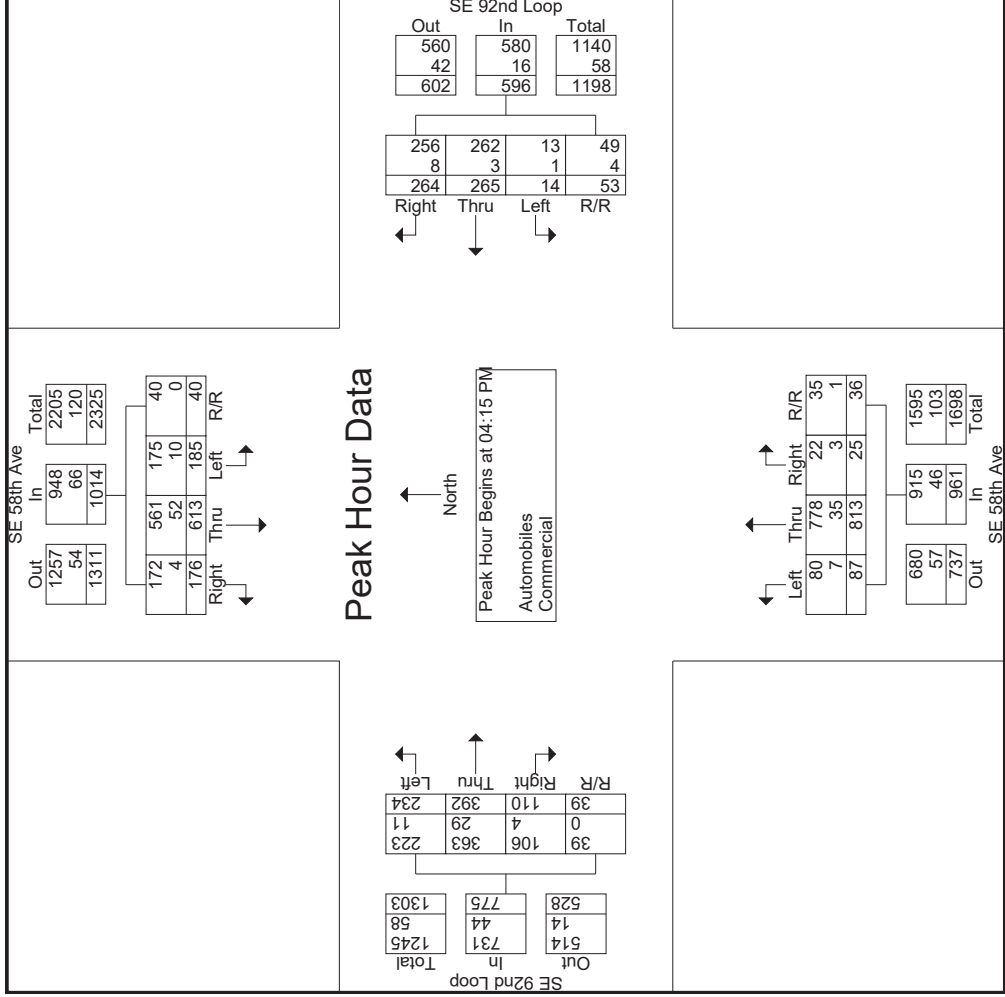 SE 92nd Loop
Out In Total
560 580 1140
42 16 58
602 596 1198
256 262 13 49
8 3 1 4
264 265 14 53
Right Thru Left R/R
SE 58th Ave
Out In Total
1257 948 2205
54 66 120
1311 1014 2325
172 561 175 40
4 52 10 0
176 613 185 40
Right Thru Left R/R
Peak Hour Data
North
Peak Hour Begins at 04:15 PM
Automobiles
Commercial
Left Thru Right R/R
80 778 22 35
7 35 3 1
87 813 25 36
680 915 1595
57 46 103
737 961 1698
Out In Total
SE 58th Ave
SE 92nd Loop
Out In Total
514 731 1245
14 44 58
528 775 1303
39 106 363 223
0 4 29 11
39 110 392 234
R/R Right Thru Left